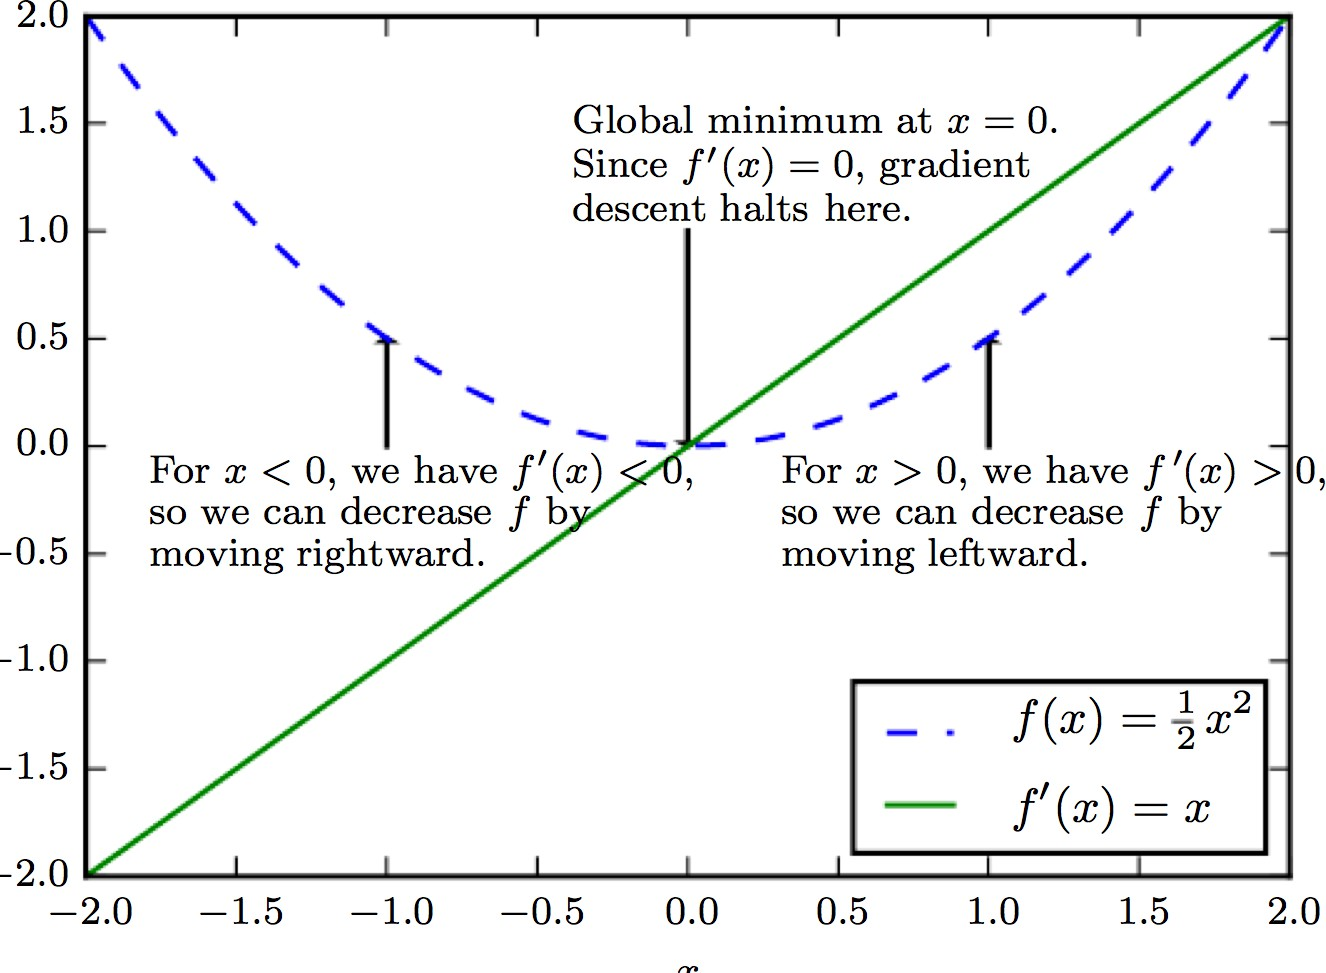 2.0
1.5
1.0
0.5
0.0
−0.5
−1.0
−1.5
−2.0
Global minimum at x = 0.
Since f′(x) = 0, gradient
descent halts here.
For x < 0, we have f′(x) < 0,
so we can decrease f by
moving rightward.
For x > 0, we have f′(x) > 0,
so we can decrease f by
moving leftward.
f(x) = ½ x²
f′(x) = x
−2.0 −1.5 −1.0 −0.5 0.0 0.5 1.0 1.5 2.0
x